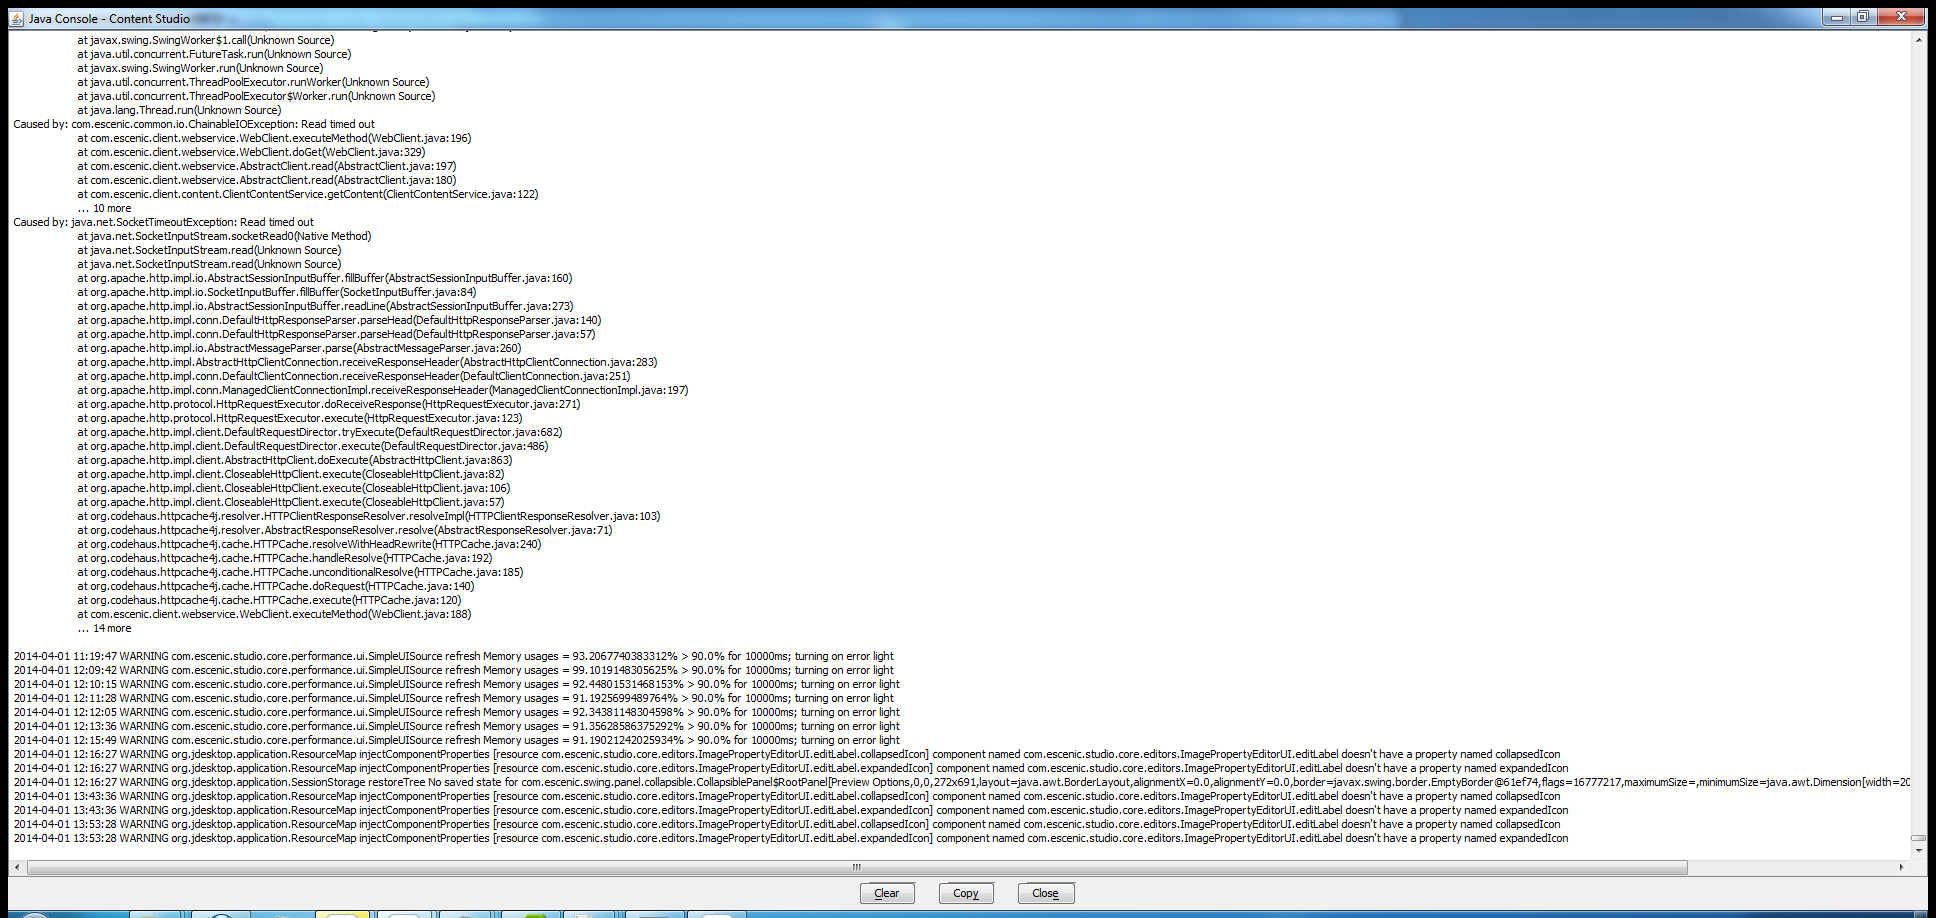 Java Console - Content Studio
at javax.swing.SwingWorker$1.call(Unknown Source)
at java.util.concurrent.FutureTask.run(Unknown Source)
at javax.swing.SwingWorker.run(Unknown Source)
at java.util.concurrent.ThreadPoolExecutor.runWorker(Unknown Source)
at java.util.concurrent.ThreadPoolExecutor$Worker.run(Unknown Source)
at java.lang.Thread.run(Unknown Source)
Caused by: com.escenic.common.io.ChainableIOException: Read timed out
at com.escenic.client.webservice.WebClient.executeMethod(WebClient.java:196)
at com.escenic.client.webservice.WebClient.doGet(WebClient.java:329)
at com.escenic.client.webservice.AbstractClient.read(AbstractClient.java:197)
at com.escenic.client.webservice.AbstractClient.read(AbstractClient.java:180)
at com.escenic.client.content.ClientContentService.getContent(ClientContentService.java:122)
... 10 more
Caused by: java.net.SocketTimeoutException: Read timed out
at java.net.SocketInputStream.socketRead0(Native Method)
at java.net.SocketInputStream.read(Unknown Source)
at java.net.SocketInputStream.read(Unknown Source)
at org.apache.http.impl.io.AbstractSessionInputBuffer.fillBuffer(AbstractSessionInputBuffer.java:160)
at org.apache.http.impl.io.SocketInputBuffer.fillBuffer(SocketInputBuffer.java:84)
at org.apache.http.impl.io.AbstractSessionInputBuffer.readLine(AbstractSessionInputBuffer.java:273)
at org.apache.http.impl.conn.DefaultHttpResponseParser.parseHead(DefaultHttpResponseParser.java:140)
at org.apache.http.impl.conn.DefaultHttpResponseParser.parseHead(DefaultHttpResponseParser.java:57)
at org.apache.http.impl.io.AbstractMessageParser.parse(AbstractMessageParser.java:260)
at org.apache.http.impl.AbstractHttpClientConnection.receiveResponseHeader(AbstractHttpClientConnection.java:283)
at org.apache.http.impl.conn.DefaultClientConnection.receiveResponseHeader(DefaultClientConnection.java:251)
at org.apache.http.impl.conn.ManagedClientConnectionImpl.receiveResponseHeader(ManagedClientConnectionImpl.java:197)
at org.apache.http.protocol.HttpRequestExecutor.doReceiveResponse(HttpRequestExecutor.java:271)
at org.apache.http.protocol.HttpRequestExecutor.execute(HttpRequestExecutor.java:123)
at org.apache.http.impl.client.DefaultRequestDirector.tryExecute(DefaultRequestDirector.java:682)
at org.apache.http.impl.client.DefaultRequestDirector.execute(DefaultRequestDirector.java:486)
at org.apache.http.impl.client.AbstractHttpClient.doExecute(AbstractHttpClient.java:863)
at org.apache.http.impl.client.CloseableHttpClient.execute(CloseableHttpClient.java:82)
at org.apache.http.impl.client.CloseableHttpClient.execute(CloseableHttpClient.java:106)
at org.apache.http.impl.client.CloseableHttpClient.execute(CloseableHttpClient.java:57)
at org.codehaus.httpcache4j.resolver.HTTPClientResponseResolver.resolveImpl(HTTPClientResponseResolver.java:103)
at org.codehaus.httpcache4j.resolver.AbstractResponseResolver.resolve(AbstractResponseResolver.java:71)
at org.codehaus.httpcache4j.cache.HTTPCache.resolveWithHeadRewrite(HTTPCache.java:240)
at org.codehaus.httpcache4j.cache.HTTPCache.handleResolve(HTTPCache.java:192)
at org.codehaus.httpcache4j.cache.HTTPCache.unconditionalResolve(HTTPCache.java:185)
at org.codehaus.httpcache4j.cache.HTTPCache.doRequest(HTTPCache.java:140)
at org.codehaus.httpcache4j.cache.HTTPCache.execute(HTTPCache.java:120)
at com.escenic.client.webservice.WebClient.executeMethod(WebClient.java:188)
... 14 more
2014-04-01 11:19:47 WARNING com.escenic.studio.core.performance.ui.SimpleUISource refresh Memory usages = 93.2067740383312% > 90.0% for 10000ms; turning on error light
2014-04-01 12:09:42 WARNING com.escenic.studio.core.performance.ui.SimpleUISource refresh Memory usages = 99.10191483056​25% > 90.0% for 10000ms; turning on error light
2014-04-01 12:10:15 WARNING com.escenic.studio.core.performance.ui.SimpleUISource refresh Memory usages = 92.44801531468153% > 90.0% for 10000ms; turning on error light
2014-04-01 12:11:28 WARNING com.escenic.studio.core.performance.ui.SimpleUISource refresh Memory usages = 91.1925699489764% > 90.0% for 10000ms; turning on error light
2014-04-01 12:12:05 WARNING com.escenic.studio.core.performance.ui.SimpleUISource refresh Memory usages = 92.34381148304598% > 90.0% for 10000ms; turning on error light
2014-04-01 12:13:36 WARNING com.escenic.studio.core.performance.ui.SimpleUISource refresh Memory usages = 91.35628586375292% > 90.0% for 10000ms; turning on error light
2014-04-01 12:15:49 WARNING com.escenic.studio.core.performance.ui.SimpleUISource refresh Memory usages = 91.19021242025934% > 90.0% for 10000ms; turning on error light
2014-04-01 12:16:27 WARNING org.jdesktop.application.ResourceMap injectComponentProperties [resource com.escenic.studio.core.editors.ImagePropertyEditorUI.editLabel.collapsedIcon] component named com.escenic.studio.core.editors.ImagePropertyEditorUI.editLabel doesn't have a property named collapsedIcon
2014-04-01 12:16:27 WARNING org.jdesktop.application.ResourceMap injectComponentProperties [resource com.escenic.studio.core.editors.ImagePropertyEditorUI.editLabel.expandedIcon] component named com.escenic.studio.core.editors.ImagePropertyEditorUI.editLabel doesn't have a property named expandedIcon
2014-04-01 12:16:27 WARNING org.jdesktop.application.SessionStorage restoreTree No saved state for com.escenic.swing.panel.collapsible.CollapsiblePanel$RootPanel[Preview Options,0,0,272x691,layout=java.awt.BorderLayout,alignmentX=0.0,alignmentY=0.0,border=javax.swing.border.EmptyBorder@61ef74,flags=16777217,maximumSize=,minimumSize=java.awt.Dimension[width=20
2014-04-01 13:43:36 WARNING org.jdesktop.application.ResourceMap injectComponentProperties [resource com.escenic.studio.core.editors.ImagePropertyEditorUI.editLabel.collapsedIcon] component named com.escenic.studio.core.editors.ImagePropertyEditorUI.editLabel doesn't have a property named collapsedIcon
2014-04-01 13:43:36 WARNING org.jdesktop.application.ResourceMap injectComponentProperties [resource com.escenic.studio.core.editors.ImagePropertyEditorUI.editLabel.expandedIcon] component named com.escenic.studio.core.editors.ImagePropertyEditorUI.editLabel doesn't have a property named expandedIcon
2014-04-01 13:53:28 WARNING org.jdesktop.application.ResourceMap injectComponentProperties [resource com.escenic.studio.core.editors.ImagePropertyEditorUI.editLabel.collapsedIcon] component named com.escenic.studio.core.editors.ImagePropertyEditorUI.editLabel doesn't have a property named collapsedIcon
2014-04-01 13:53:28 WARNING org.jdesktop.application.ResourceMap injectComponentProperties [resource com.escenic.studio.core.editors.ImagePropertyEditorUI.editLabel.expandedIcon] component named com.escenic.studio.core.editors.ImagePropertyEditorUI.editLabel doesn't have a property named expandedIcon
Clear Copy Close